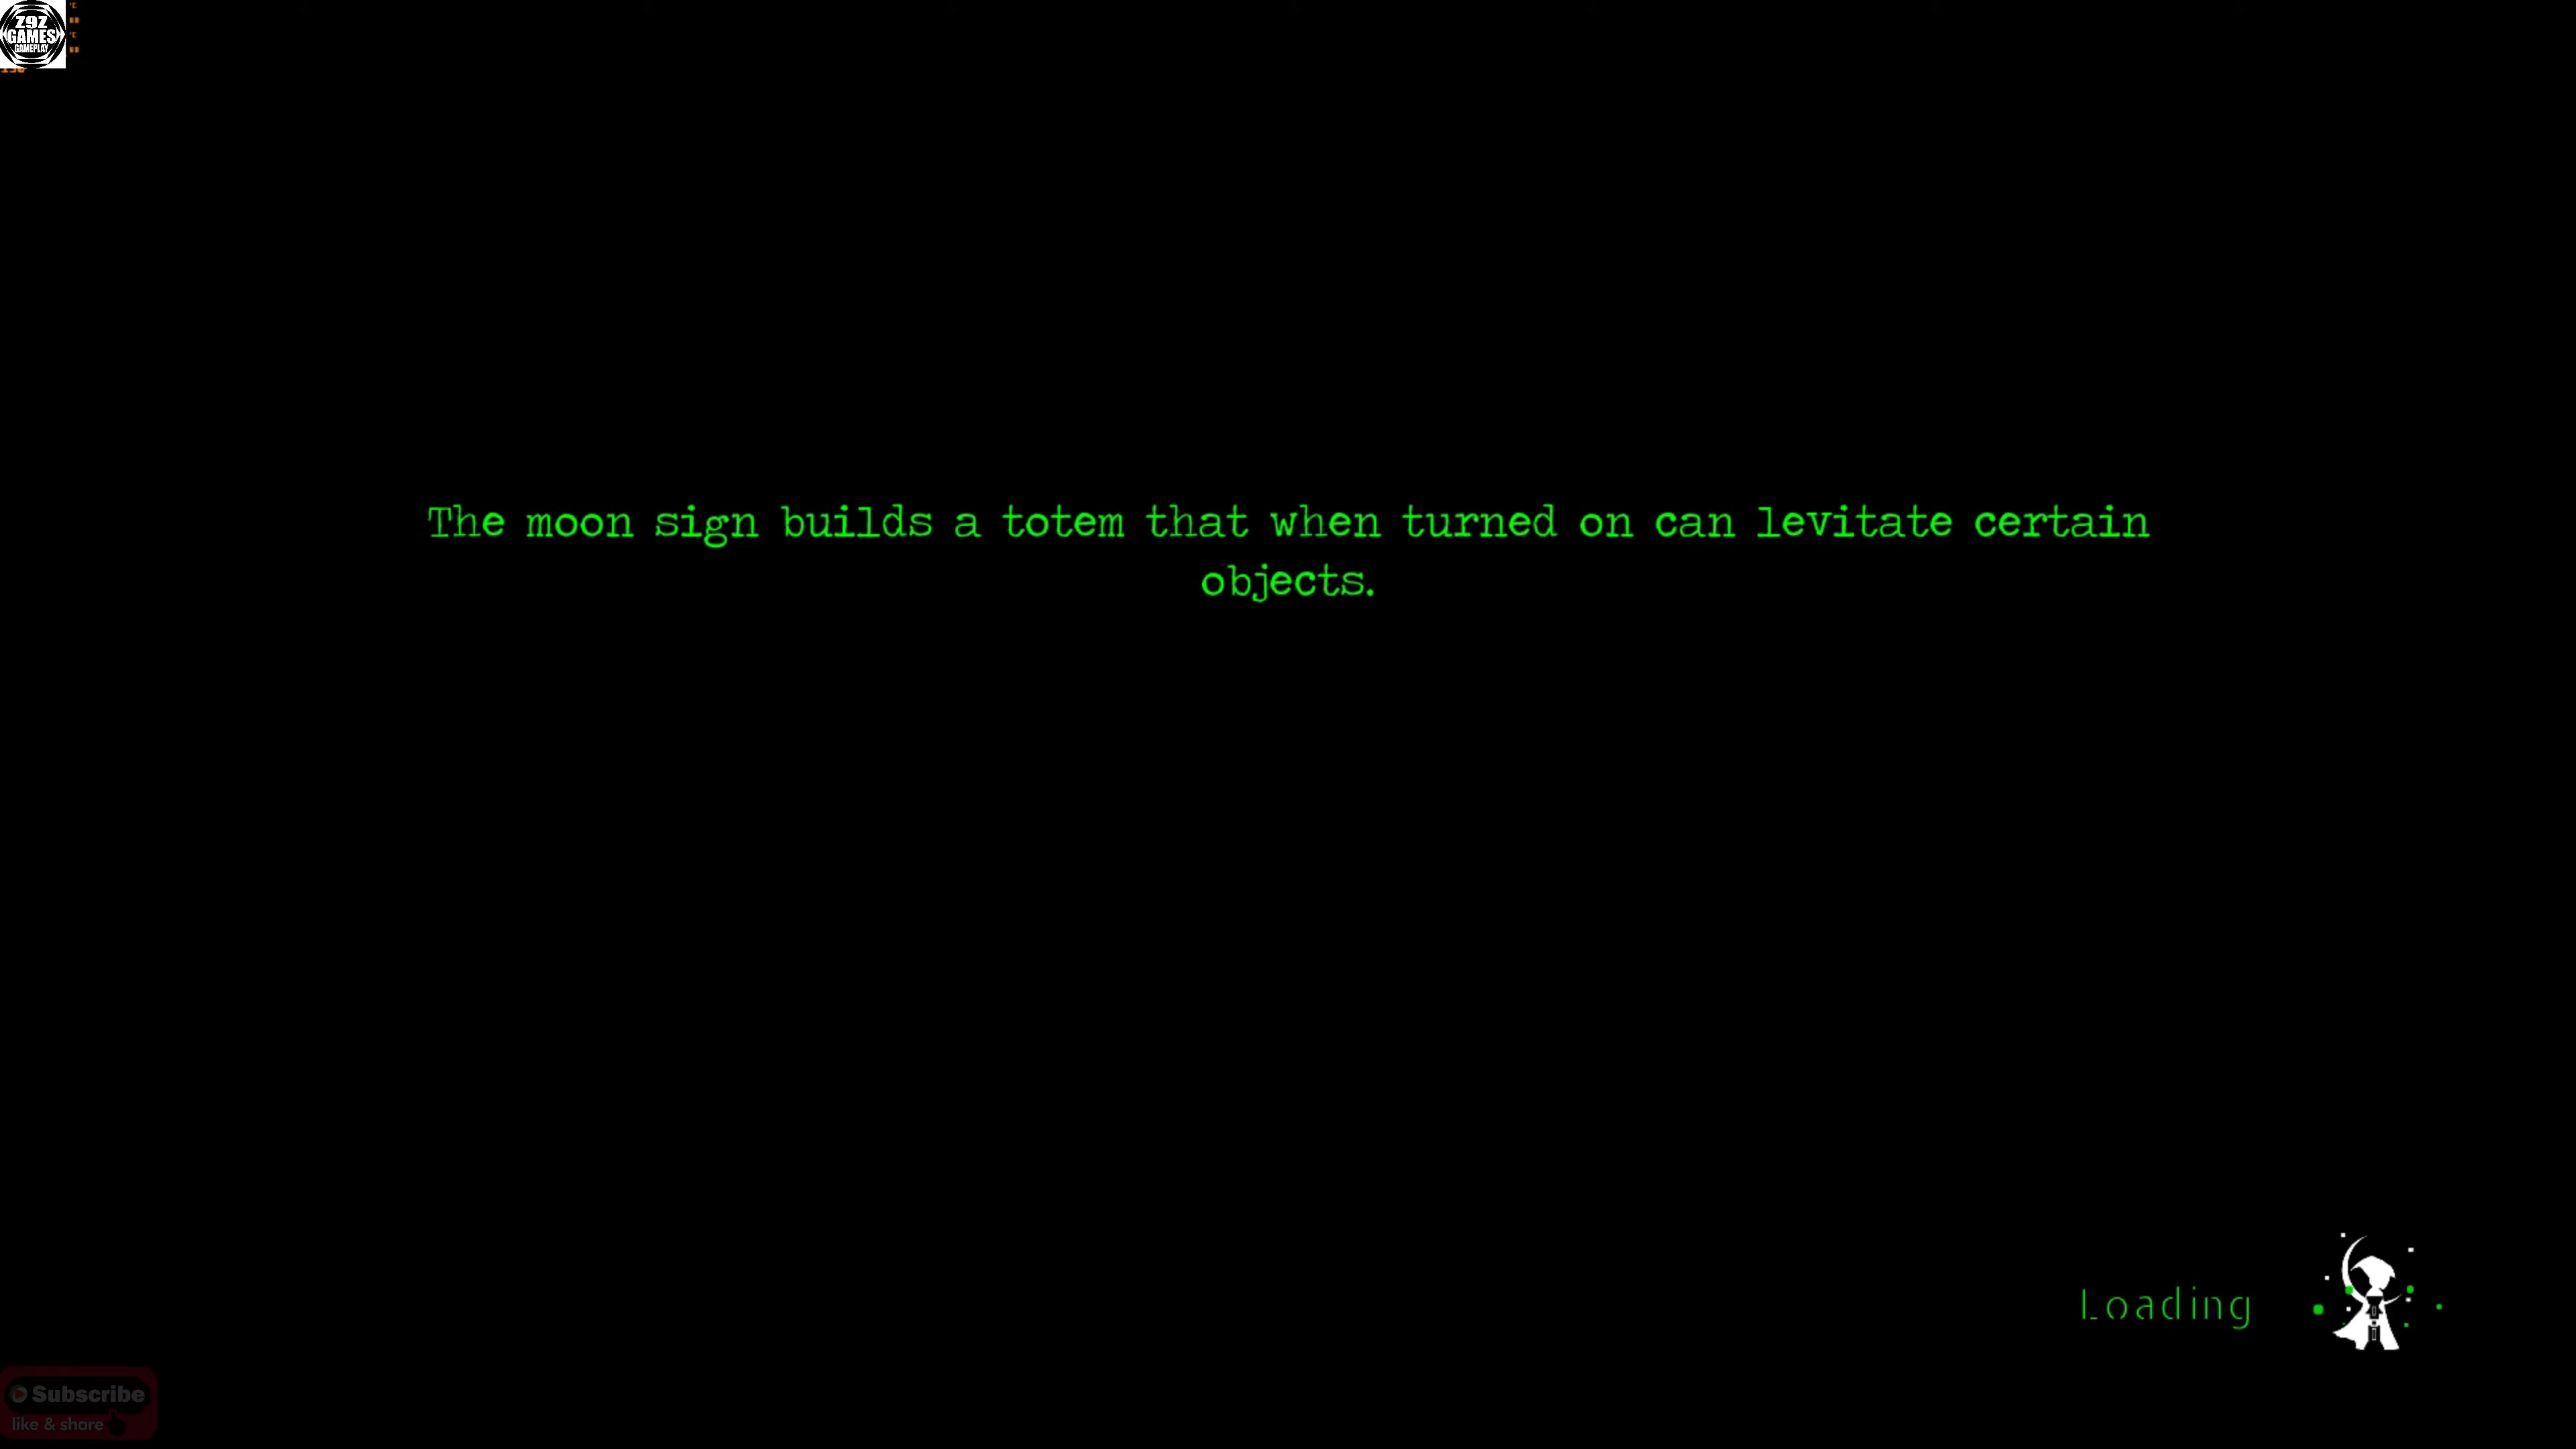 Z9Z
GAMES
GAMEPLAY
The moon sign builds a totem that when turned on can levitate certain
objects.
Loading
Subscribe
like & share